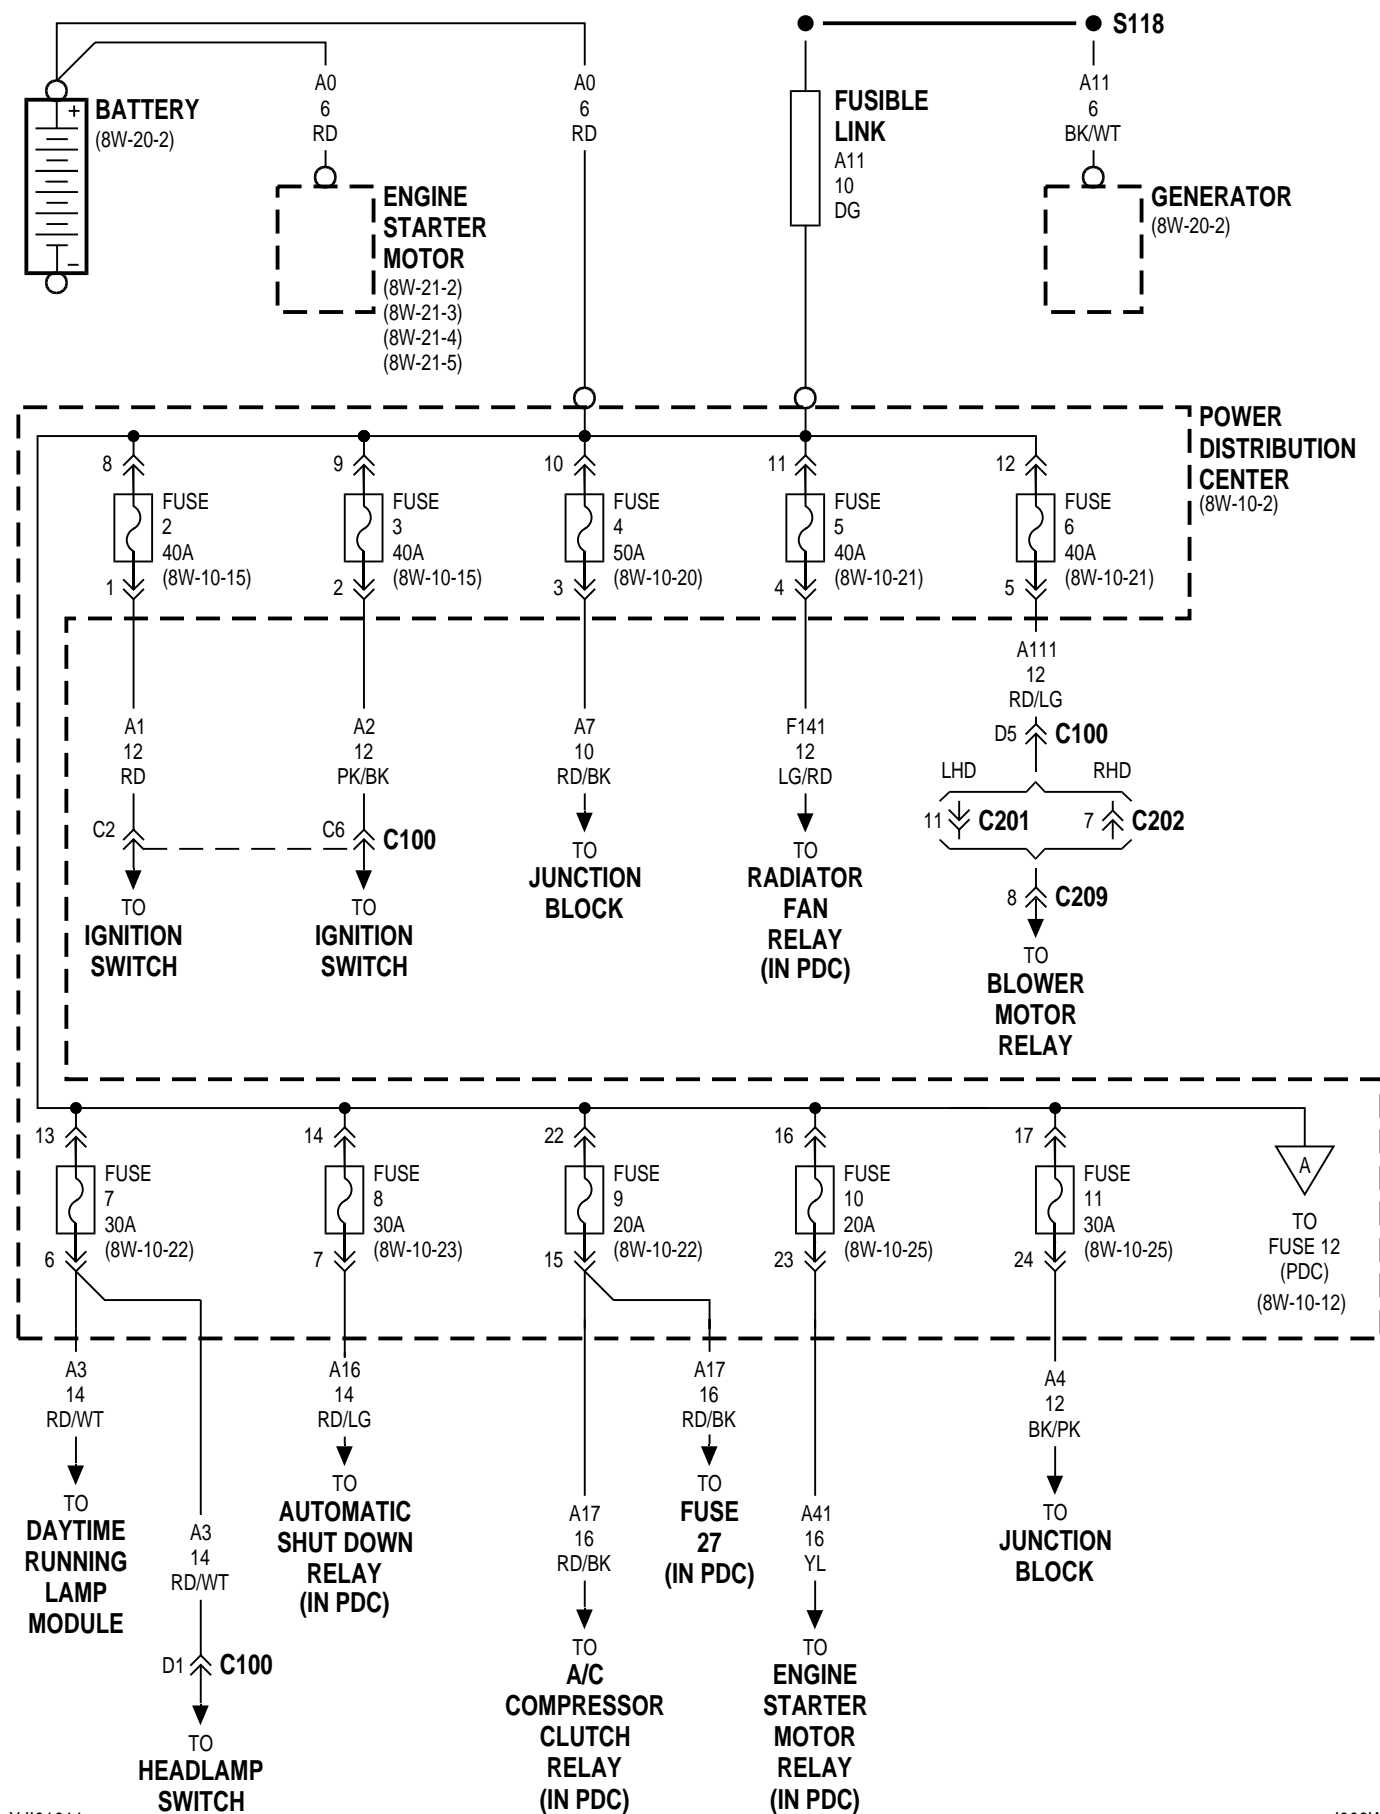 S118
A0
6
RD
A0
6
RD
A11
6
BK/WT
BATTERY
(8W-20-2)
+
−
FUSIBLE
LINK
A11
10
DG
ENGINE
STARTER
MOTOR
(8W-21-2)
(8W-21-3)
(8W-21-4)
(8W-21-5)
GENERATOR
(8W-20-2)
POWER
DISTRIBUTION
CENTER
(8W-10-2)
8
FUSE
2
40A
(8W-10-15)
1
9
FUSE
3
40A
(8W-10-15)
2
10
FUSE
4
50A
(8W-10-20)
3
11
FUSE
5
40A
(8W-10-21)
4
12
FUSE
6
40A
(8W-10-21)
5
A1
12
RD
C2
TO
IGNITION
SWITCH
A2
12
PK/BK
C6
C100
TO
IGNITION
SWITCH
A7
10
RD/BK
TO
JUNCTION
BLOCK
F141
12
LG/RD
TO
RADIATOR
FAN
RELAY
(IN PDC)
A111
12
RD/LG
D5 C100
LHD RHD
11 C201 7 C202
8 C209
TO
BLOWER
MOTOR
RELAY
13
FUSE
7
30A
(8W-10-22)
6
14
FUSE
8
30A
(8W-10-23)
7
22
FUSE
9
20A
(8W-10-22)
15
16
FUSE
10
20A
(8W-10-25)
23
17
FUSE
11
30A
(8W-10-25)
24
A
TO
FUSE 12
(PDC)
(8W-10-12)
A3
14
RD/WT
TO
DAYTIME
RUNNING
LAMP
MODULE
A3
14
RD/WT
D1 C100
TO
HEADLAMP
SWITCH
A16
14
RD/LG
TO
AUTOMATIC
SHUT DOWN
RELAY
(IN PDC)
A17
16
RD/BK
TO
A/C
COMPRESSOR
CLUTCH
RELAY
(IN PDC)
A17
16
RD/BK
TO
FUSE
27
(IN PDC)
A41
16
YL
TO
ENGINE
STARTER
MOTOR
RELAY
(IN PDC)
A4
12
BK/PK
TO
JUNCTION
BLOCK